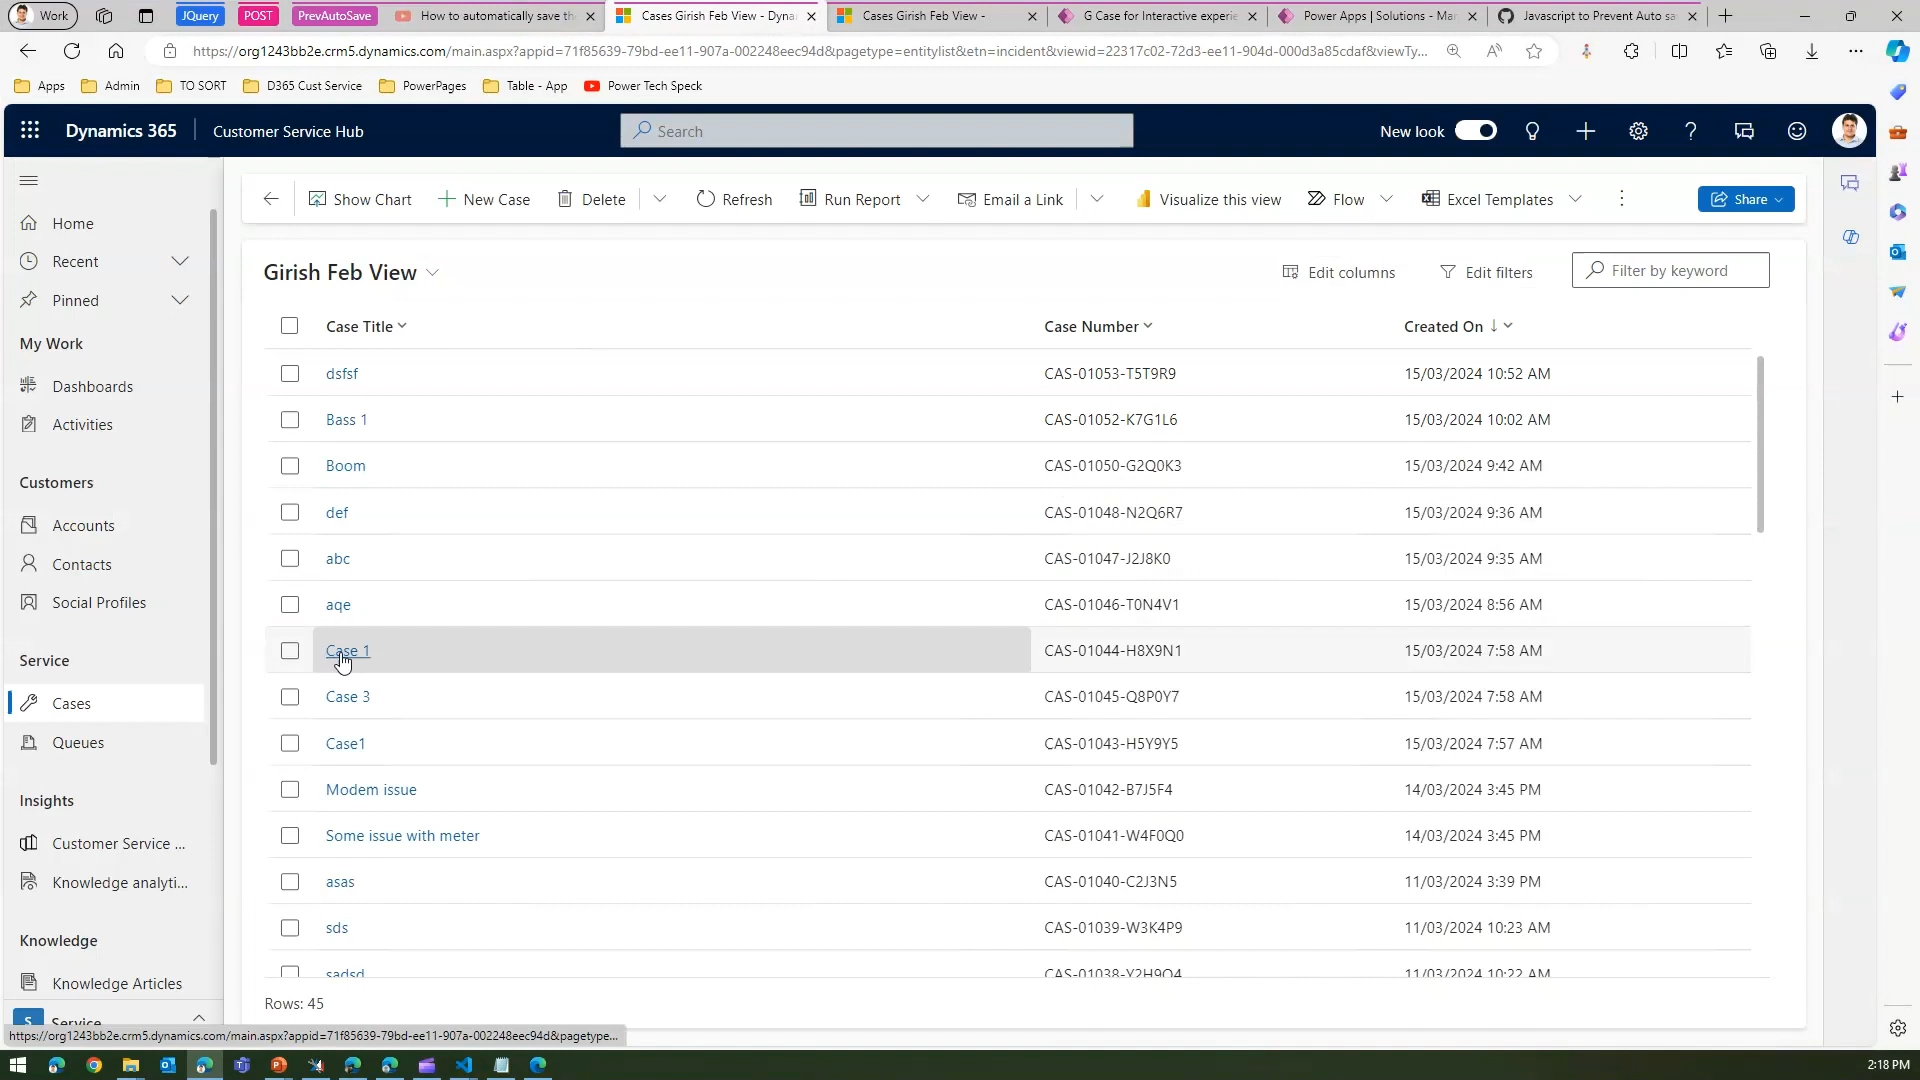 Work
JQuery
POST
PrevAutoSave
How to automatically save the
Cases Girish Feb View - Dyna
Cases Girish Feb View -
G Case for Interactive experie
Power Apps | Solutions - Ma
Javascript to Prevent Auto sa
https://org1243bb2e.crm5.dynamics.com/main.aspx?appid=71f85639-79bd-ee11-907a-002248eec94d&pagetype=entitylist&etn=incident&viewid=22317c02-72d3-ee11-904d-000d3a85cdaf&viewTy...
Apps
Admin
TO SORT
D365 Cust Service
PowerPages
Table - App
Power Tech Speck
Dynamics 365
Customer Service Hub
Search
New look
Home
Recent
Pinned
My Work
Dashboards
Activities
Customers
Accounts
Contacts
Social Profiles
Service
Cases
Queues
Insights
Customer Service ...
Knowledge analyti...
Knowledge
Knowledge Articles
S Service
Show Chart
New Case
Delete
Refresh
Run Report
Email a Link
Visualize this view
Flow
Excel Templates
Share
Girish Feb View
Edit columns
Edit filters
Filter by keyword
Case Title Case Number Created On
dsfsf CAS-01053-T5T9R9 15/03/2024 10:52 AM
Bass 1 CAS-01052-K7G1L6 15/03/2024 10:02 AM
Boom CAS-01050-G2Q0K3 15/03/2024 9:42 AM
def CAS-01048-N2Q6R7 15/03/2024 9:36 AM
abc CAS-01047-J2J8K0 15/03/2024 9:35 AM
aqe CAS-01046-T0N4V1 15/03/2024 8:56 AM
Case 1 CAS-01044-H8X9N1 15/03/2024 7:58 AM
Case 3 CAS-01045-Q8P0Y7 15/03/2024 7:58 AM
Case1 CAS-01043-H5Y9Y5 15/03/2024 7:57 AM
Modem issue CAS-01042-B7J5F4 14/03/2024 3:45 PM
Some issue with meter CAS-01041-W4F0Q0 14/03/2024 3:45 PM
asas CAS-01040-C2J3N5 11/03/2024 3:39 PM
sds CAS-01039-W3K4P9 11/03/2024 10:23 AM
sadsd CAS-01038-Y2H9Q4 11/03/2024 10:22 AM
Rows: 45
https://org1243bb2e.crm5.dynamics.com/main.aspx?appid=71f85639-79bd-ee11-907a-002248eec94d&pagetype...
2:18 PM